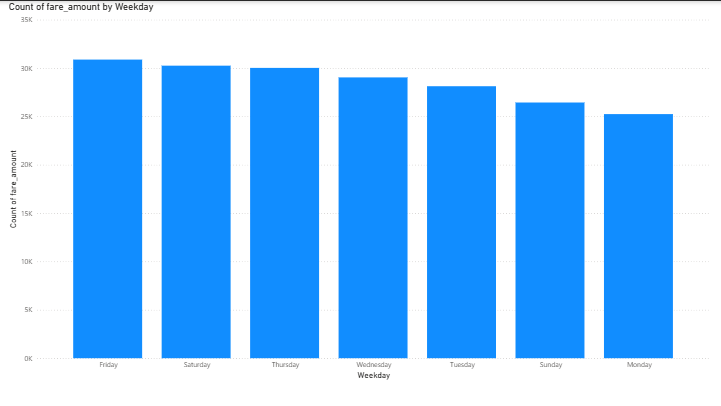 Count of fare_amount by Weekday
35K
30K
25K
20K
15K
10K
5K
0K
Count of fare_amount
Friday Saturday Thursday Wednesday Tuesday Sunday Monday
Weekday